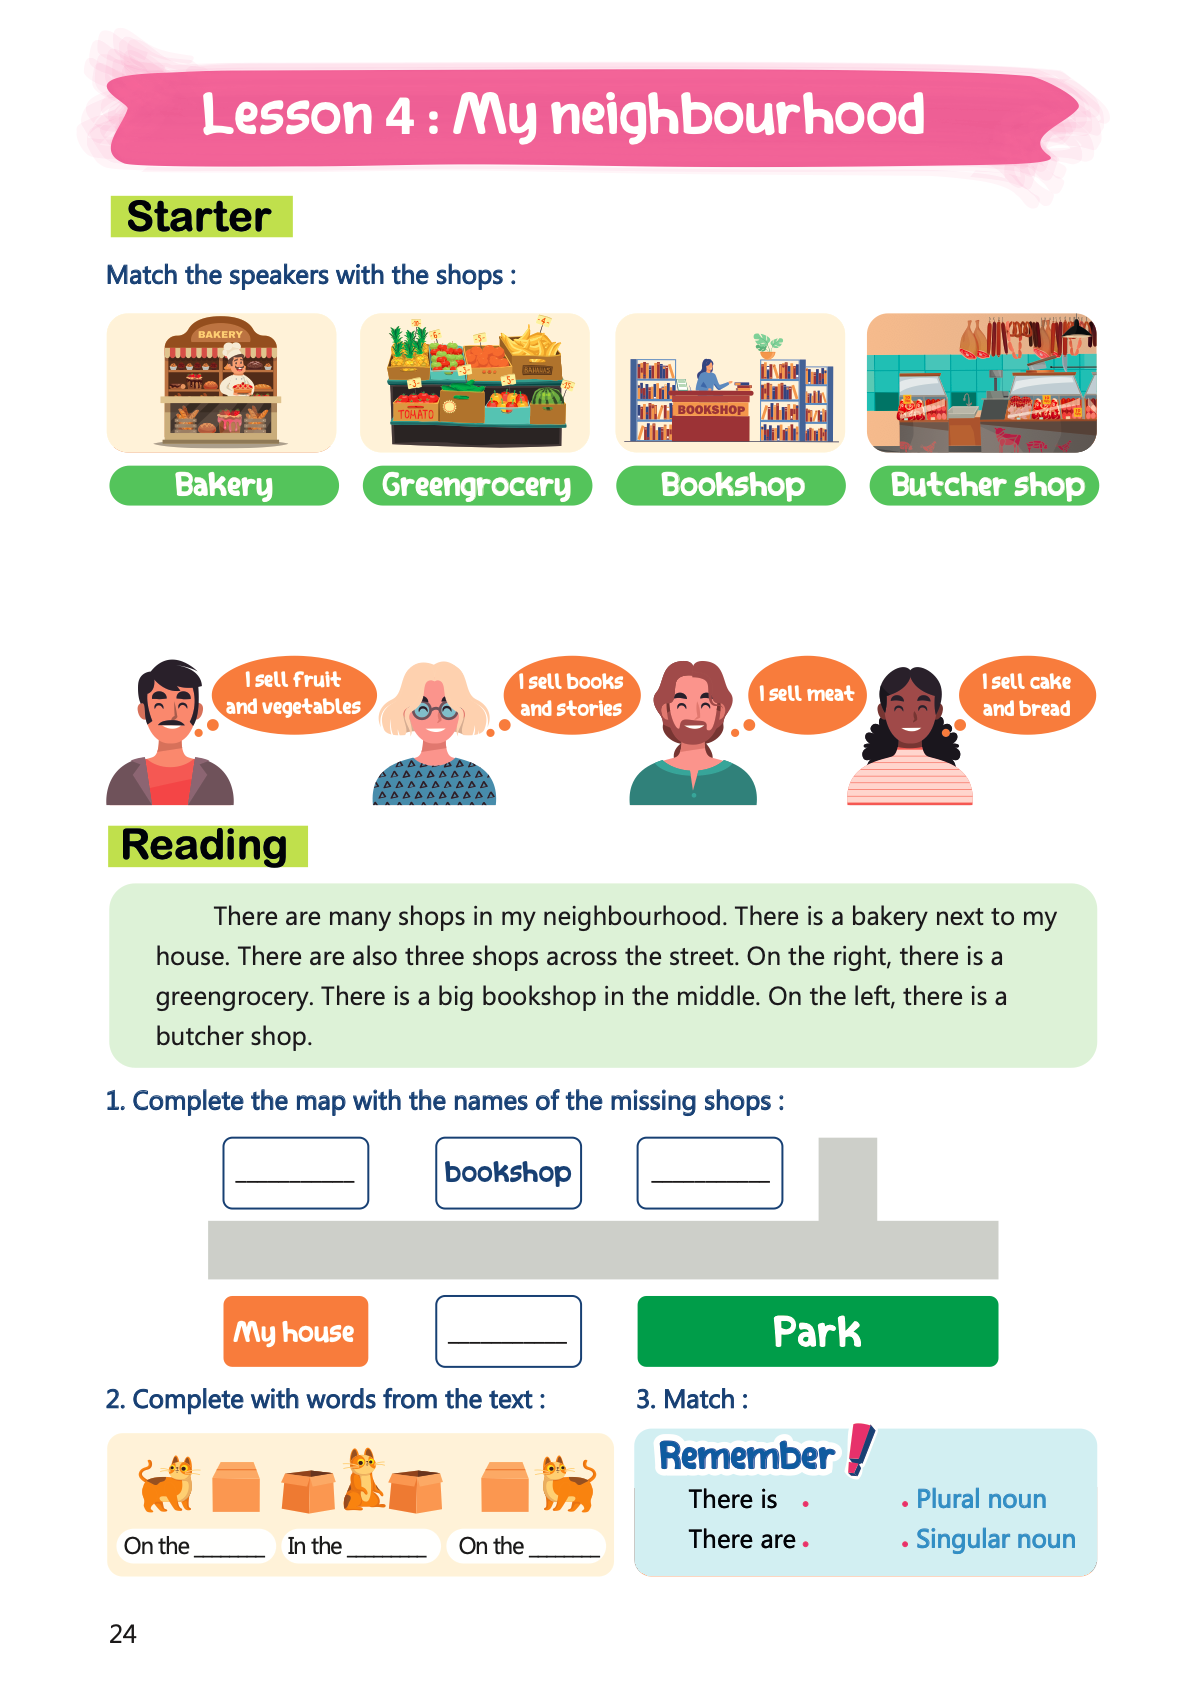 Lesson 4 : My neighbourhood
Starter
Match the speakers with the shops :
BAKERY
BANANAS
TOMATO
BOOKSHOP
Bakery
Greengrocery
Bookshop
Butcher shop
I sell fruit
and vegetables
I sell books
and stories
I sell meat
I sell cake
and bread
Reading
There are many shops in my neighbourhood. There is a bakery next to my
house. There are also three shops across the street. On the right, there is a
greengrocery. There is a big bookshop in the middle. On the left, there is a
butcher shop.
1. Complete the map with the names of the missing shops :
__________
bookshop
__________
My house
__________
Park
2. Complete with words from the text :
On the ________
In the ________
On the ________
3. Match :
Remember !
There is . . Plural noun
There are . . Singular noun
24